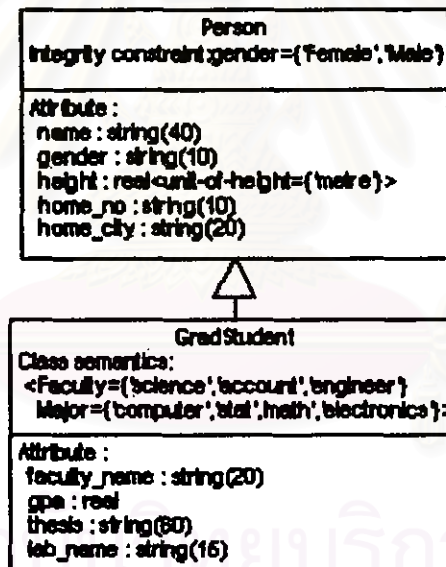 Person
Integrity constraint:gender={'Female','Male'}
Attribute :
name : string(40)
gender : string(10)
height : real<unit-of-height={'metre'}>
home_no : string(10)
home_city : string(20)
GradStudent
Class semantics:
<Faculty={'science','account','engineer'}
Major={'computer','stat','math','electronics'}>
Attribute :
faculty_name : string(20)
gpa : real
thesis : string(60)
lab_name : string(15)